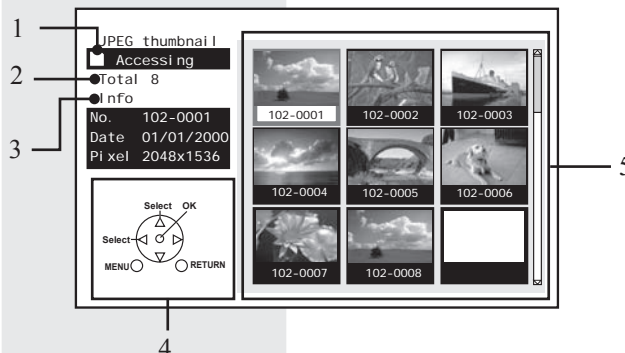 1
JPEG thumbnail
Accessing
2
Total 8
Info
3
No. 102-0001
Date 01/01/2000
Pixel 2048x1536
102-0001 102-0002 102-0003
102-0004 102-0005 102-0006
102-0007 102-0008
5
Select OK
Select
MENU RETURN
4